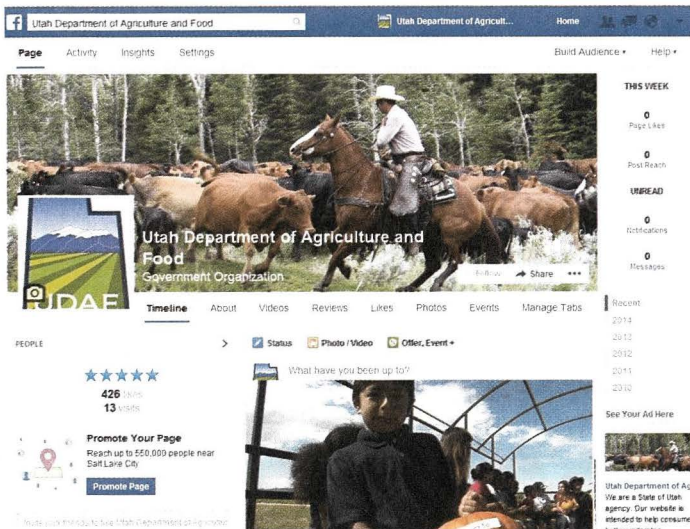 f Utah Department of Agriculture and Food
Utah Department of Agricult... Home
Page Activity Insights Settings
Build Audience Help
Utah Department of Agriculture and
Food
Government Organization
Share
UDAF
Timeline About Videos Reviews Likes Photos Events Manage Tabs
PEOPLE
426 likes
13 visits
Promote Your Page
Reach up to 550,000 people near
Salt Lake City
Promote Page
Status Photo / Video Offer, Event +
What have you been up to?
THIS WEEK
0
Page Likes
0
Post Reach
UNREAD
0
Notifications
0
Messages
Recent
2014
2013
2012
2011
2010
See Your Ad Here
Utah Department of Ag
We are a State of Utah
agency. Our website is
intended to help consume